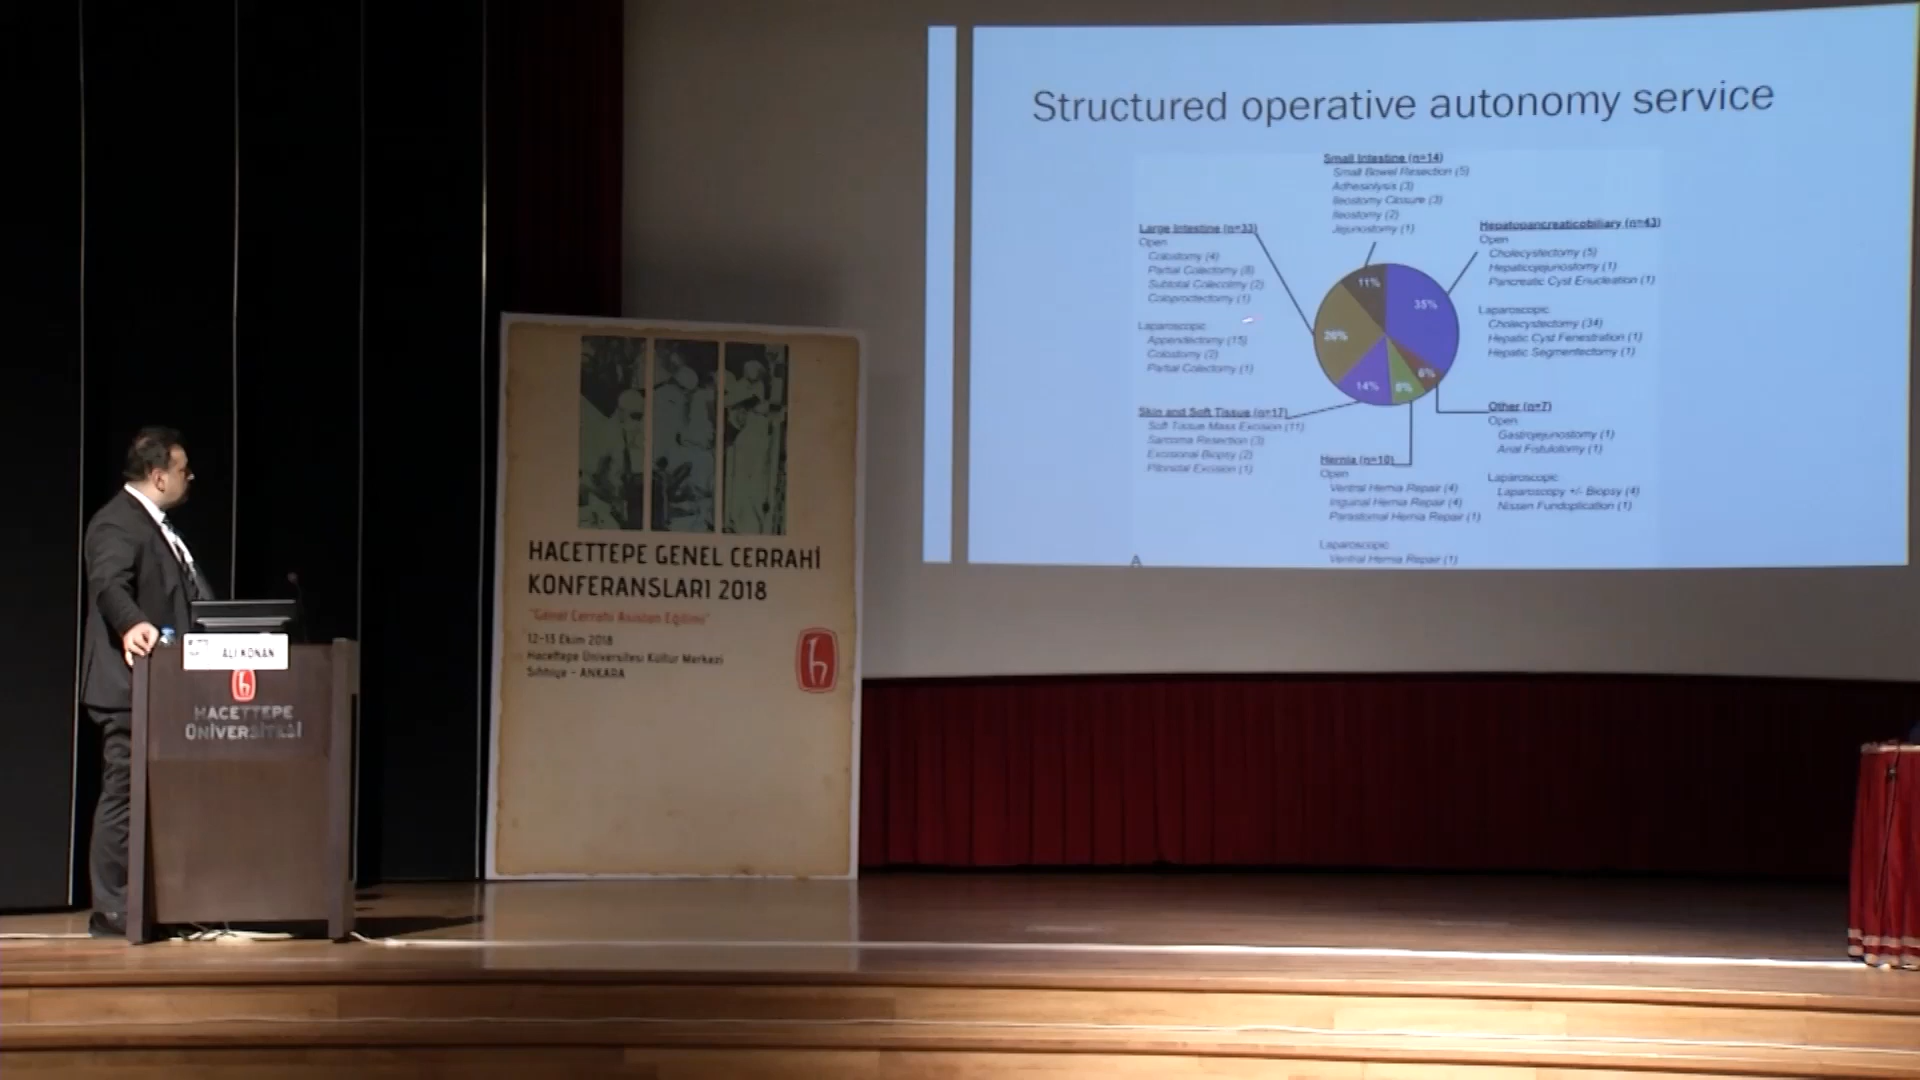 Structured operative autonomy service
Small Intestine (n=14)
Small Bowel Resection (5)
Adhesiolysis (3)
Ileostomy Closure (3)
Ileostomy (2)
Jejunostomy (1)
Large Intestine (n=33)
Open
Colostomy (4)
Partial Colectomy (8)
Subtotal Colecotmy (2)
Coloproctectomy (1)
Laparoscopic
Appendectomy (15)
Colostomy (2)
Partial Colectomy (1)
Hepatopancreaticobiliary (n=43)
Open
Cholecystectomy (5)
Hepaticojejunostomy (1)
Pancreatic Cyst Enucleation (1)
Laparoscopic
Cholecystectomy (34)
Hepatic Cyst Fenestration (1)
Hepatic Segmentectomy (1)
11%
35%
26%
14%
8%
6%
Skin and Soft Tissue (n=17)
Soft Tissue Mass Excision (11)
Sarcoma Resection (3)
Excisional Biopsy (2)
Pilonidal Excision (1)
Hernia (n=10)
Open
Ventral Hernia Repair (4)
Inguinal Hernia Repair (4)
Parastomal Hernia Repair (1)
Laparoscopic
Ventral Hernia Repair (1)
Other (n=7)
Open
Gastrojejunostomy (1)
Anal Fistulotomy (1)
Laparoscopic
Laparoscopy +/- Biopsy (4)
Nissen Fundoplication (1)
A
HACETTEPE GENEL CERRAHİ
KONFERANSLARI 2018
"Genel Cerrahi Asistan Eğitimi"
12-13 Ekim 2018
Hacettepe Üniversitesi Kültür Merkezi
Sıhhiye - ANKARA
ALİ KONAN
HACETTEPE
ÜNİVERSİTESİ